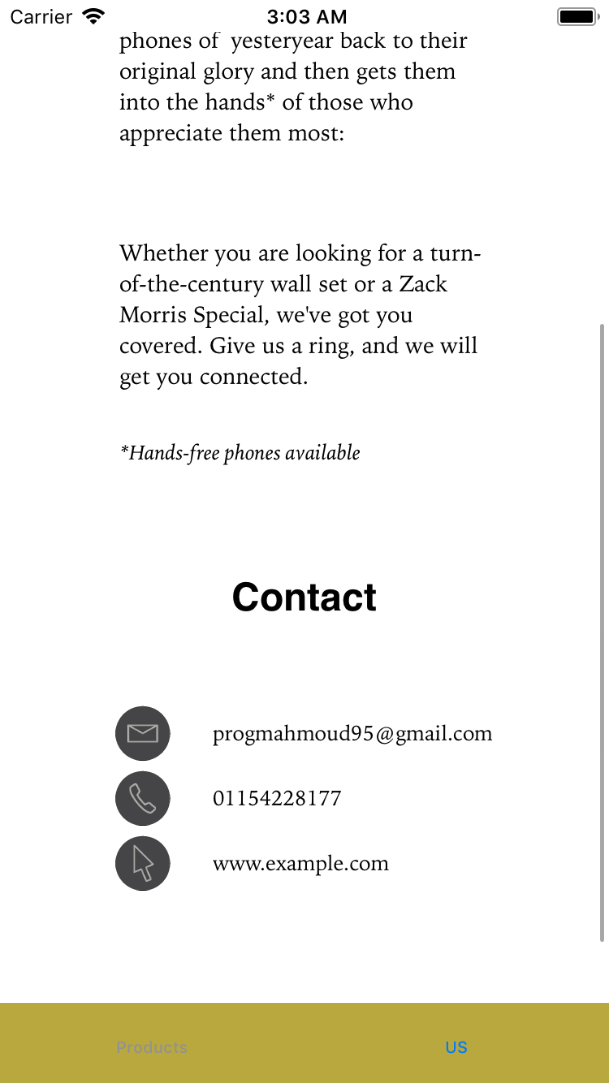 Carrier 3:03 AM
phones of yesteryear back to their
original glory and then gets them
into the hands* of those who
appreciate them most:
Whether you are looking for a turn-
of-the-century wall set or a Zack
Morris Special, we've got you
covered. Give us a ring, and we will
get you connected.
*Hands-free phones available
Contact
progmahmoud95@gmail.com
01154228177
www.example.com
Products US